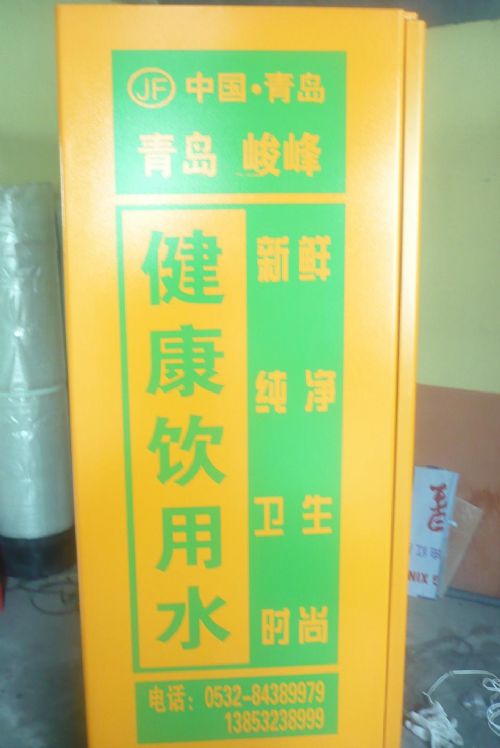 JF 中国·青岛
青岛 峻峰
健康饮用水
新鲜
纯净
卫生
时尚
电话: 0532-84389979
13853238999